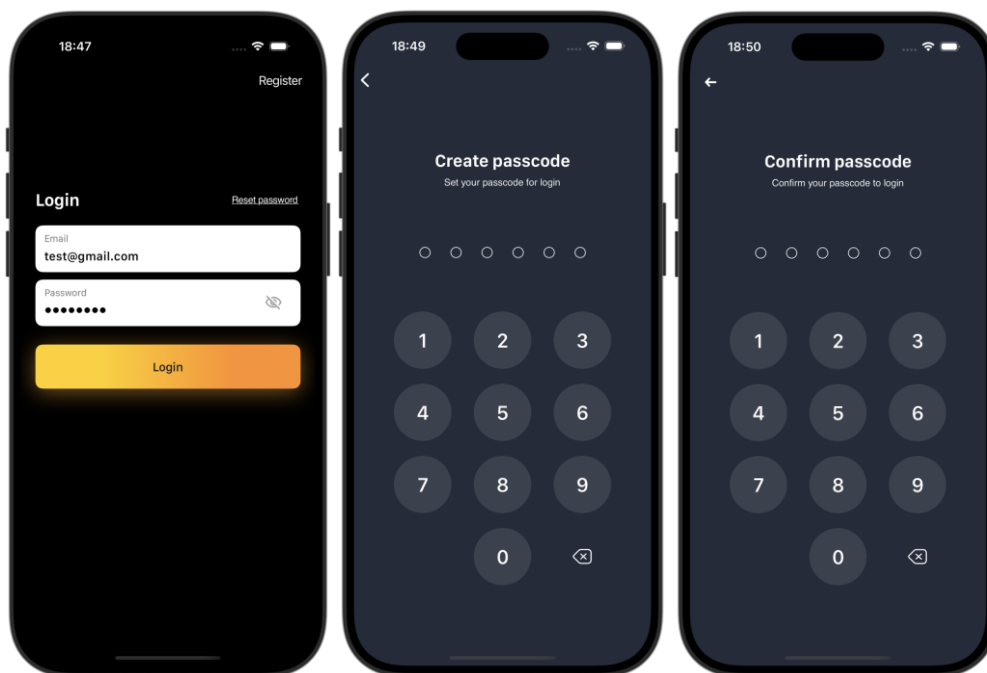 18:47
Register
Login
Reset password
Email
test@gmail.com
Password
Login
18:49
Create passcode
Set your passcode for login
1 2 3
4 5 6
7 8 9
0
18:50
Confirm passcode
Confirm your passcode to login
1 2 3
4 5 6
7 8 9
0